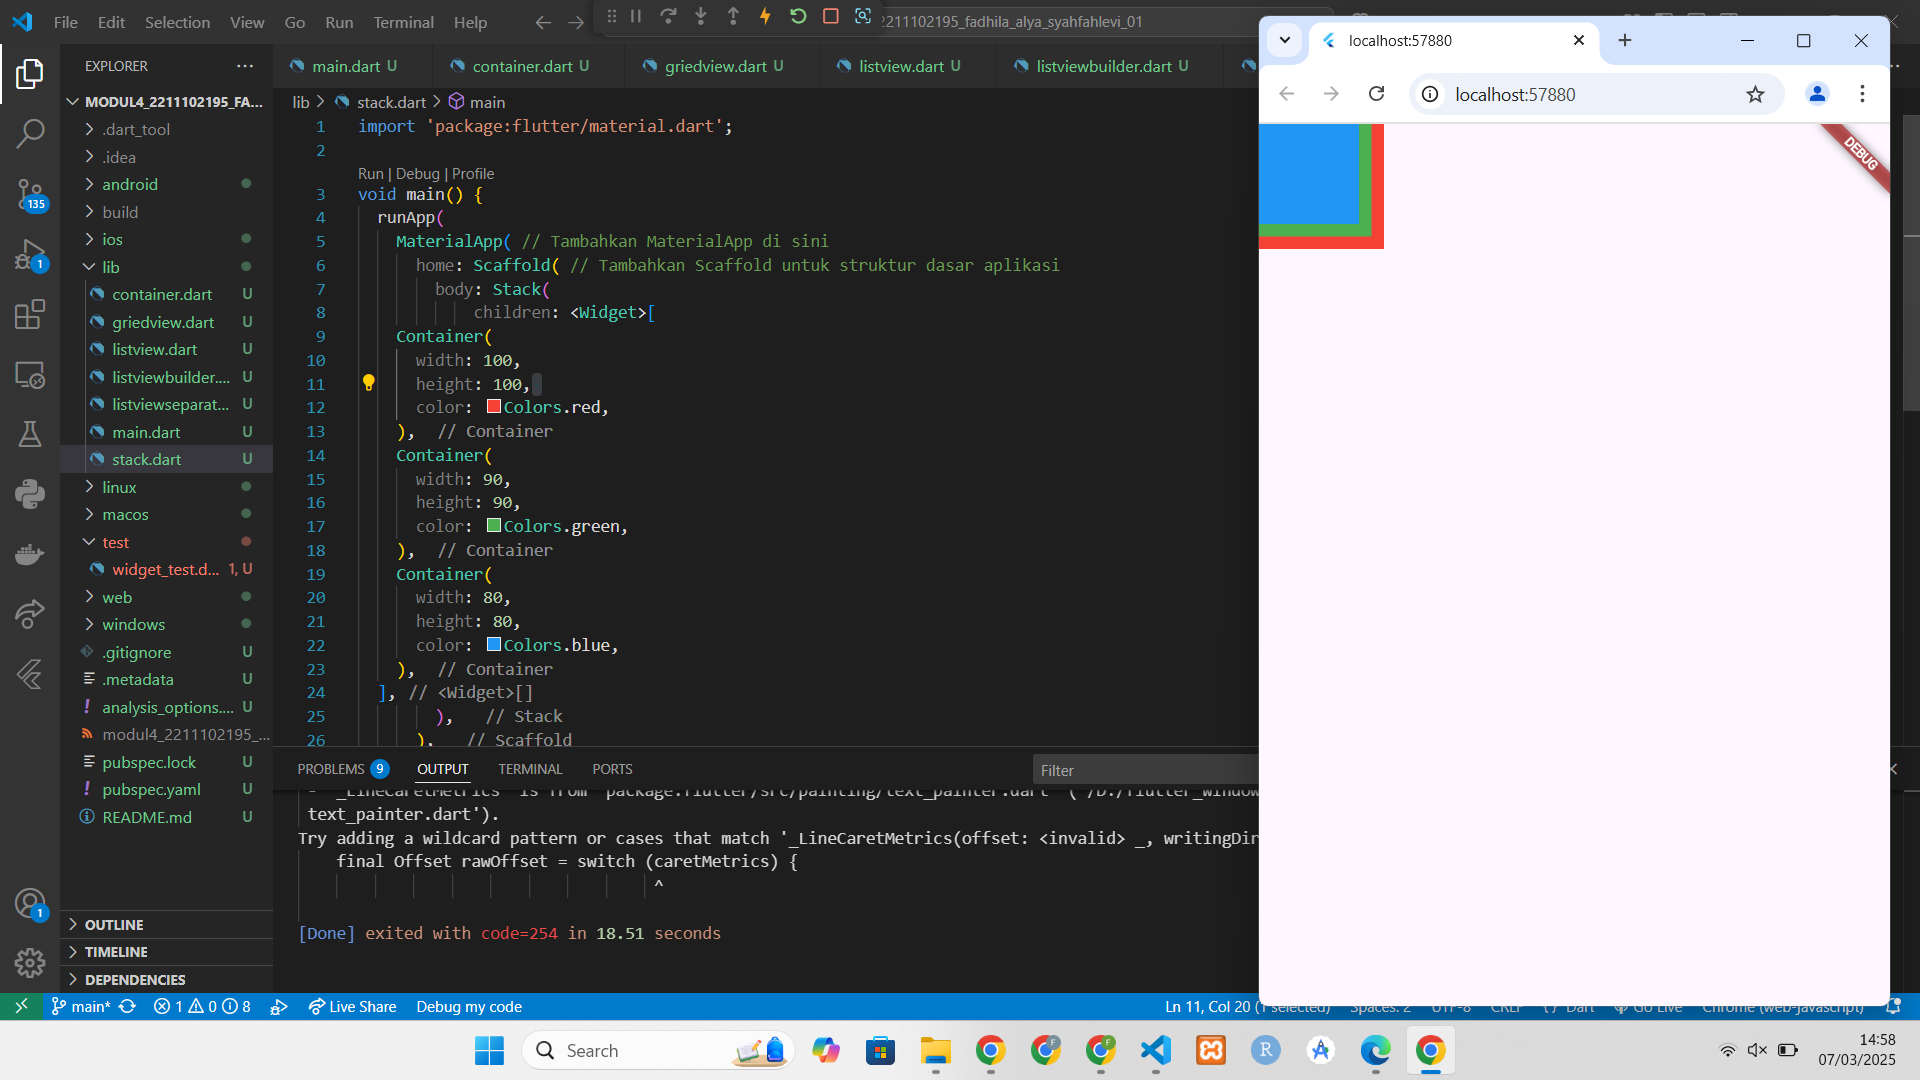 File Edit Selection View Go Run Terminal Help
2211102195_fadhila_alya_syahfahlevi_01
EXPLORER
main.dart U
container.dart U
griedview.dart U
listview.dart U
listviewbuilder.dart U
MODUL4_2211102195_FA...
.dart_tool
.idea
android
135
build
ios
1
lib
container.dart U
griedview.dart U
listview.dart U
listviewbuilder.... U
listviewseparat... U
main.dart U
stack.dart U
linux
macos
test
widget_test.d... 1, U
web
windows
.gitignore U
.metadata U
analysis_options.... U
modul4_2211102195_...
pubspec.lock U
pubspec.yaml U
README.md U
1
OUTLINE
TIMELINE
DEPENDENCIES
lib > stack.dart > main
1 import 'package:flutter/material.dart';
2
Run | Debug | Profile
3 void main() {
4 runApp(
5 MaterialApp( // Tambahkan MaterialApp di sini
6 home: Scaffold( // Tambahkan Scaffold untuk struktur dasar aplikasi
7 body: Stack(
8 children: <Widget>[
9 Container(
10 width: 100,
11 height: 100,
12 color: Colors.red,
13 ), // Container
14 Container(
15 width: 90,
16 height: 90,
17 color: Colors.green,
18 ), // Container
19 Container(
20 width: 80,
21 height: 80,
22 color: Colors.blue,
23 ), // Container
24 ], // <Widget>[]
25 ), // Stack
26 ), // Scaffold
PROBLEMS 9 OUTPUT TERMINAL PORTS Filter
- '_LineCaretMetrics' is from 'package:flutter/src/painting/text_painter.dart' ('/D:/flutter_window
text_painter.dart').
Try adding a wildcard pattern or cases that match '_LineCaretMetrics(offset: <invalid> _, writingDir
final Offset rawOffset = switch (caretMetrics) {
^
[Done] exited with code=254 in 18.51 seconds
localhost:57880
localhost:57880
DEBUG
main* 1 0 8 Live Share Debug my code Ln 11, Col 20 (1 selected) Spaces: 2 UTF-8 CRLF {} Dart Go Live Chrome (web-javascript)
Search
14:58
07/03/2025